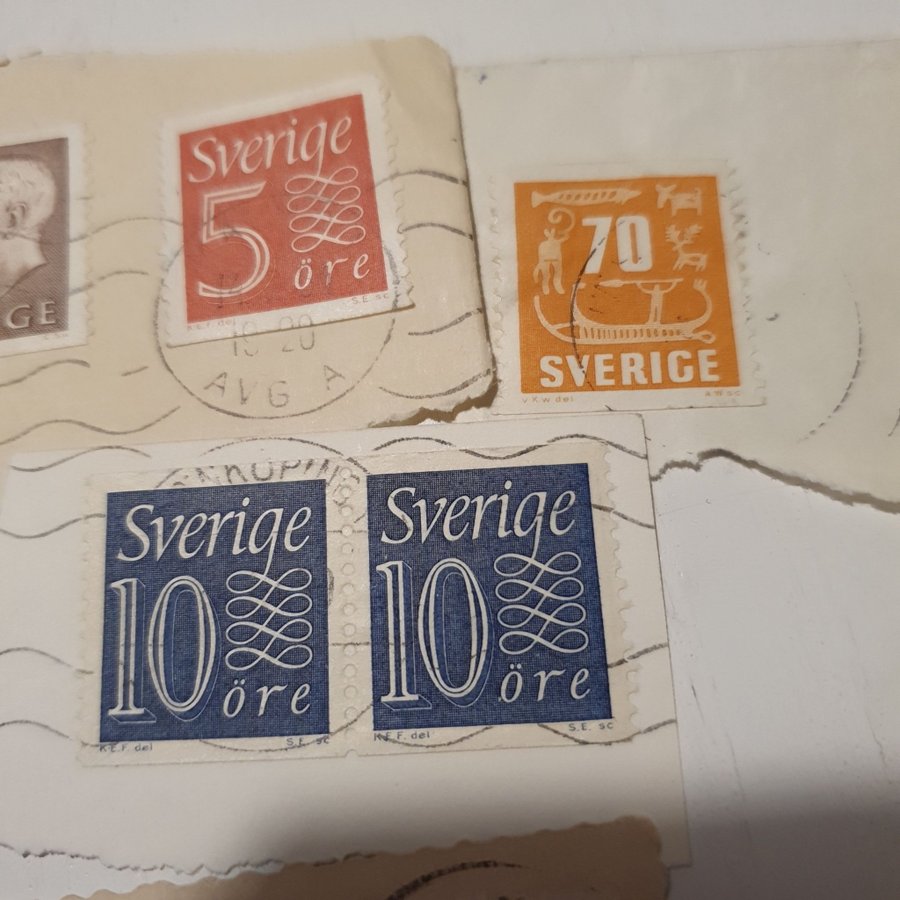 GE
Sverige
5
öre
K.E.F. del
S.E. sc
19-20
AVG A
70
SVERIGE
V K W del
A W sc
NKÖPING
Sverige
10
öre
K.E.F. del
S.E. sc
Sverige
10
öre
K.E.F. del
S.E. sc